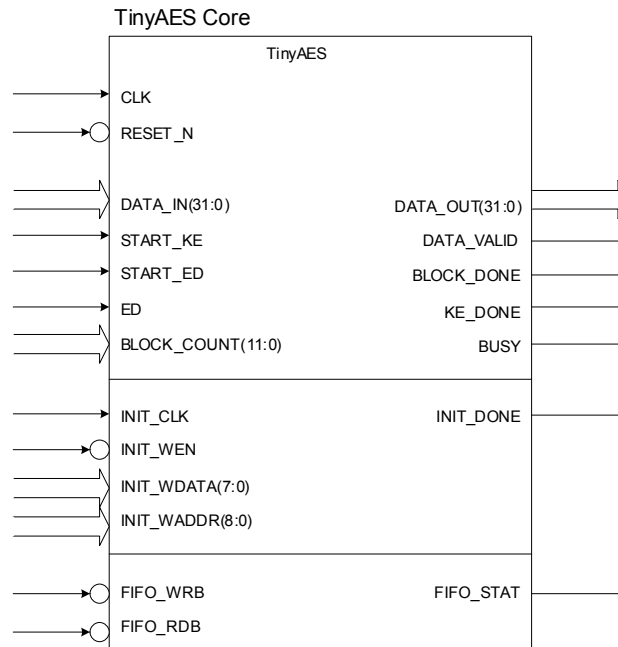 TinyAES Core
TinyAES
CLK
RESET_N
DATA_IN(31:0)
DATA_OUT(31:0)
START_KE
DATA_VALID
START_ED
BLOCK_DONE
ED
KE_DONE
BLOCK_COUNT(11:0)
BUSY
INIT_CLK
INIT_DONE
INIT_WEN
INIT_WDATA(7:0)
INIT_WADDR(8:0)
FIFO_WRB
FIFO_STAT
FIFO_RDB